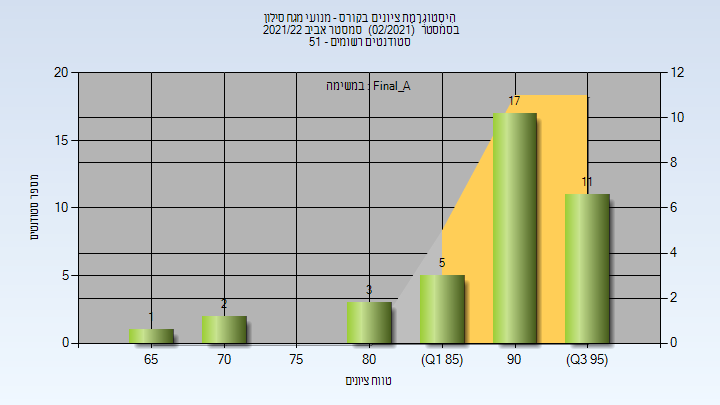 היסטוגרמת ציונים בקורס - מנועי מגח סילון
בסמסטר (02/2021) סמסטר אביב 2021/22
סטודנטים רשומים - 51
במשימה : Final_A
20 12
15 10 8
10 6
5 4 2
0 0
מספר סטודנטים
1 2 3 5 17 11
65 70 75 80 (Q1 85) 90 (Q3 95)
טווח ציונים